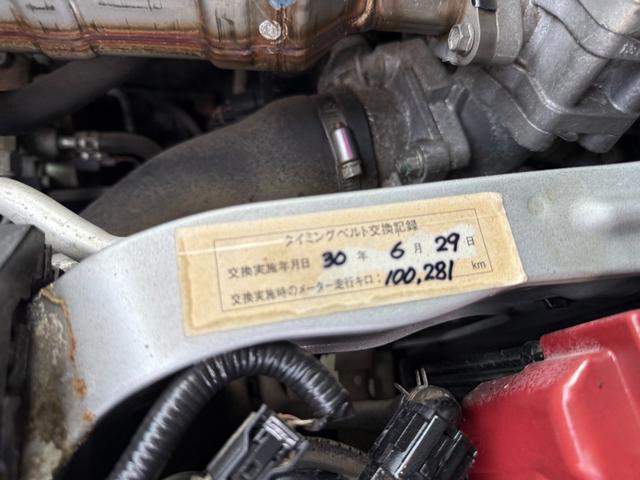 タイミングベルト交換記録
交換実施年月日 30 年 6 月 29 日
交換実施時のメーター走行キロ：100,281 km